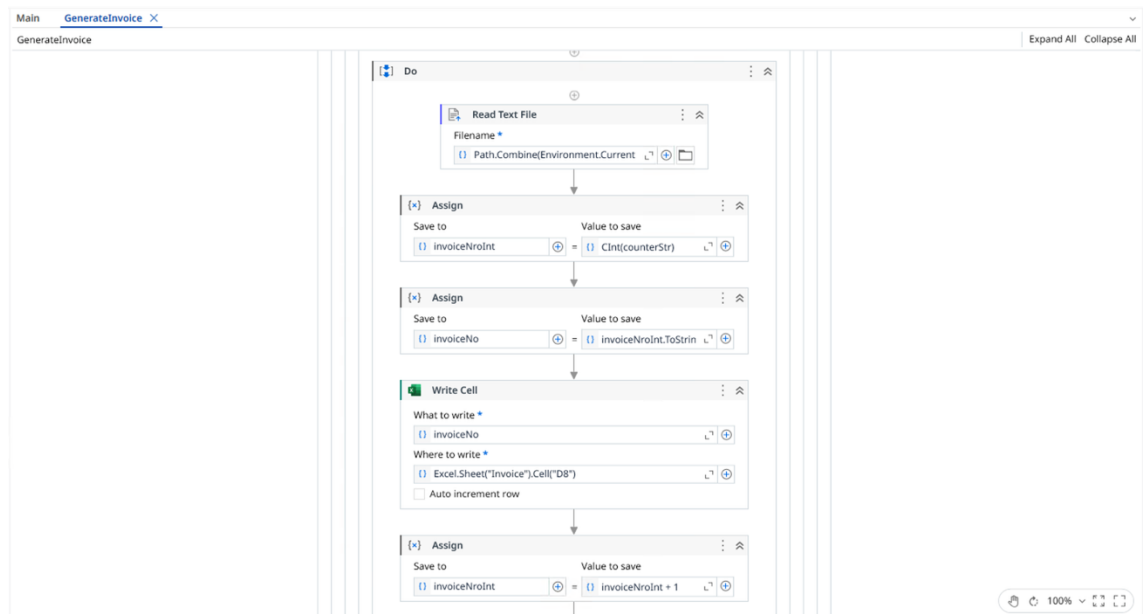 Main GenerateInvoice
GenerateInvoice Expand All Collapse All
Do
Read Text File
Filename *
Path.Combine(Environment.Current
{×} Assign
Save to Value to save
{} invoiceNroInt = {} CInt(counterStr)
{×} Assign
Save to Value to save
{} invoiceNo = {} invoiceNroInt.ToStrin
Write Cell
What to write *
{} invoiceNo
Where to write *
{} Excel.Sheet("Invoice").Cell("D8")
Auto increment row
{×} Assign
Save to Value to save
{} invoiceNroInt = {} invoiceNroInt + 1
100%